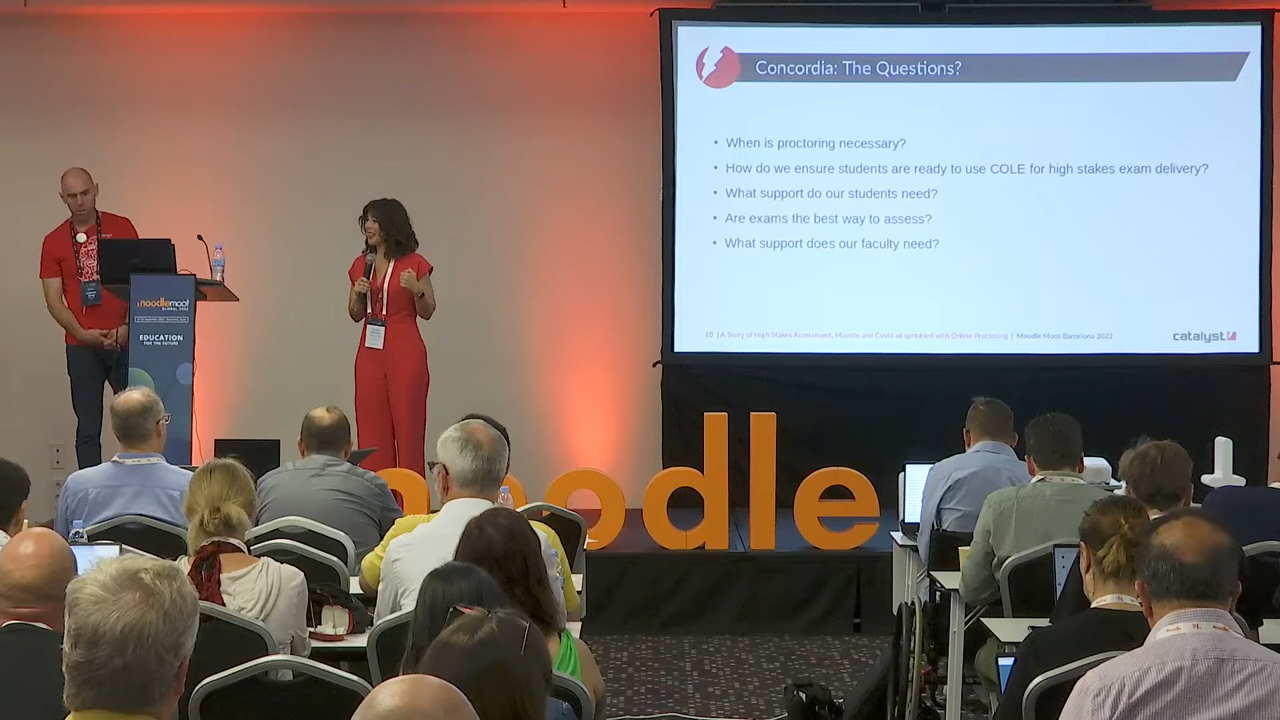 Concordia: The Questions?
• When is proctoring necessary?
• How do we ensure students are ready to use COLE for high stakes exam delivery?
• What support do our students need?
• Are exams the best way to assess?
• What support does our faculty need?
10 | A Story of High Stakes Assessment, Moodle and Covid all sprinkled with Online Proctoring | Moodle Moot Barcelona 2022
catalyst
moodlemoot
GLOBAL 2022
EDUCATION
FOR THE FUTURE
moodle